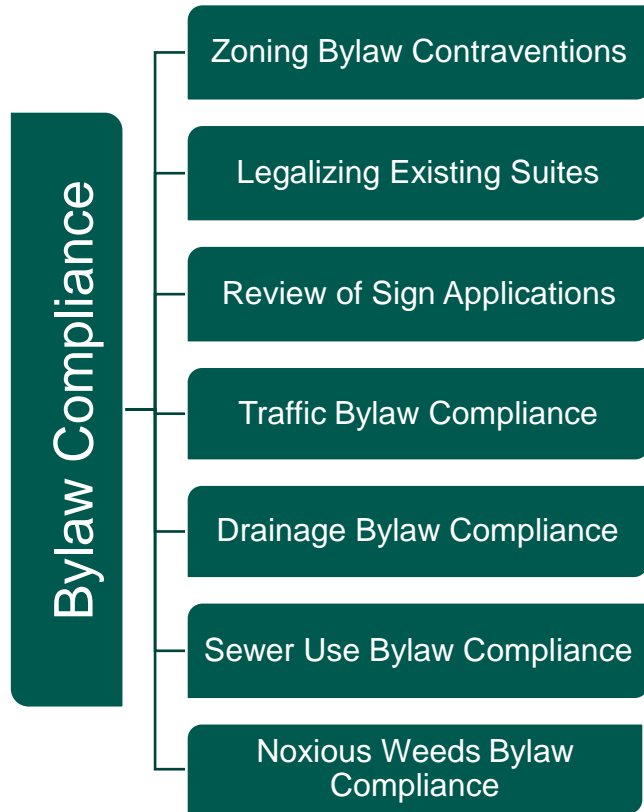 Bylaw Compliance
Zoning Bylaw Contraventions
Legalizing Existing Suites
Review of Sign Applications
Traffic Bylaw Compliance
Drainage Bylaw Compliance
Sewer Use Bylaw Compliance
Noxious Weeds Bylaw
Compliance